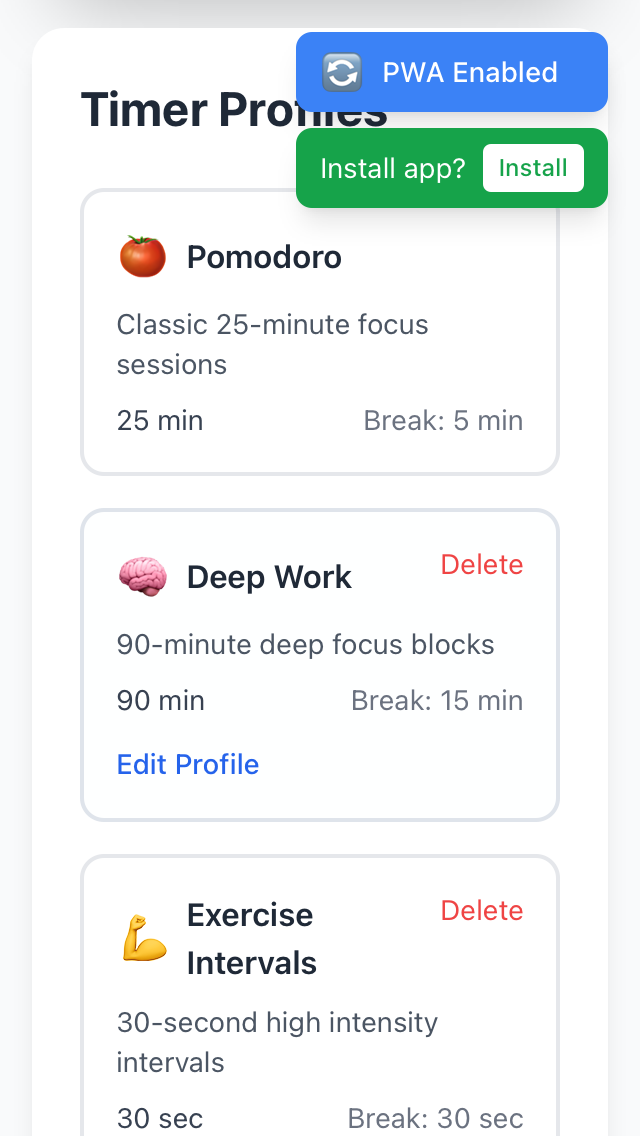 PWA Enabled
Timer Profiles
Install app? Install
Pomodoro
Classic 25-minute focus
sessions
25 min Break: 5 min
Deep Work Delete
90-minute deep focus blocks
90 min Break: 15 min
Edit Profile
Exercise Delete
Intervals
30-second high intensity
intervals
30 sec Break: 30 sec